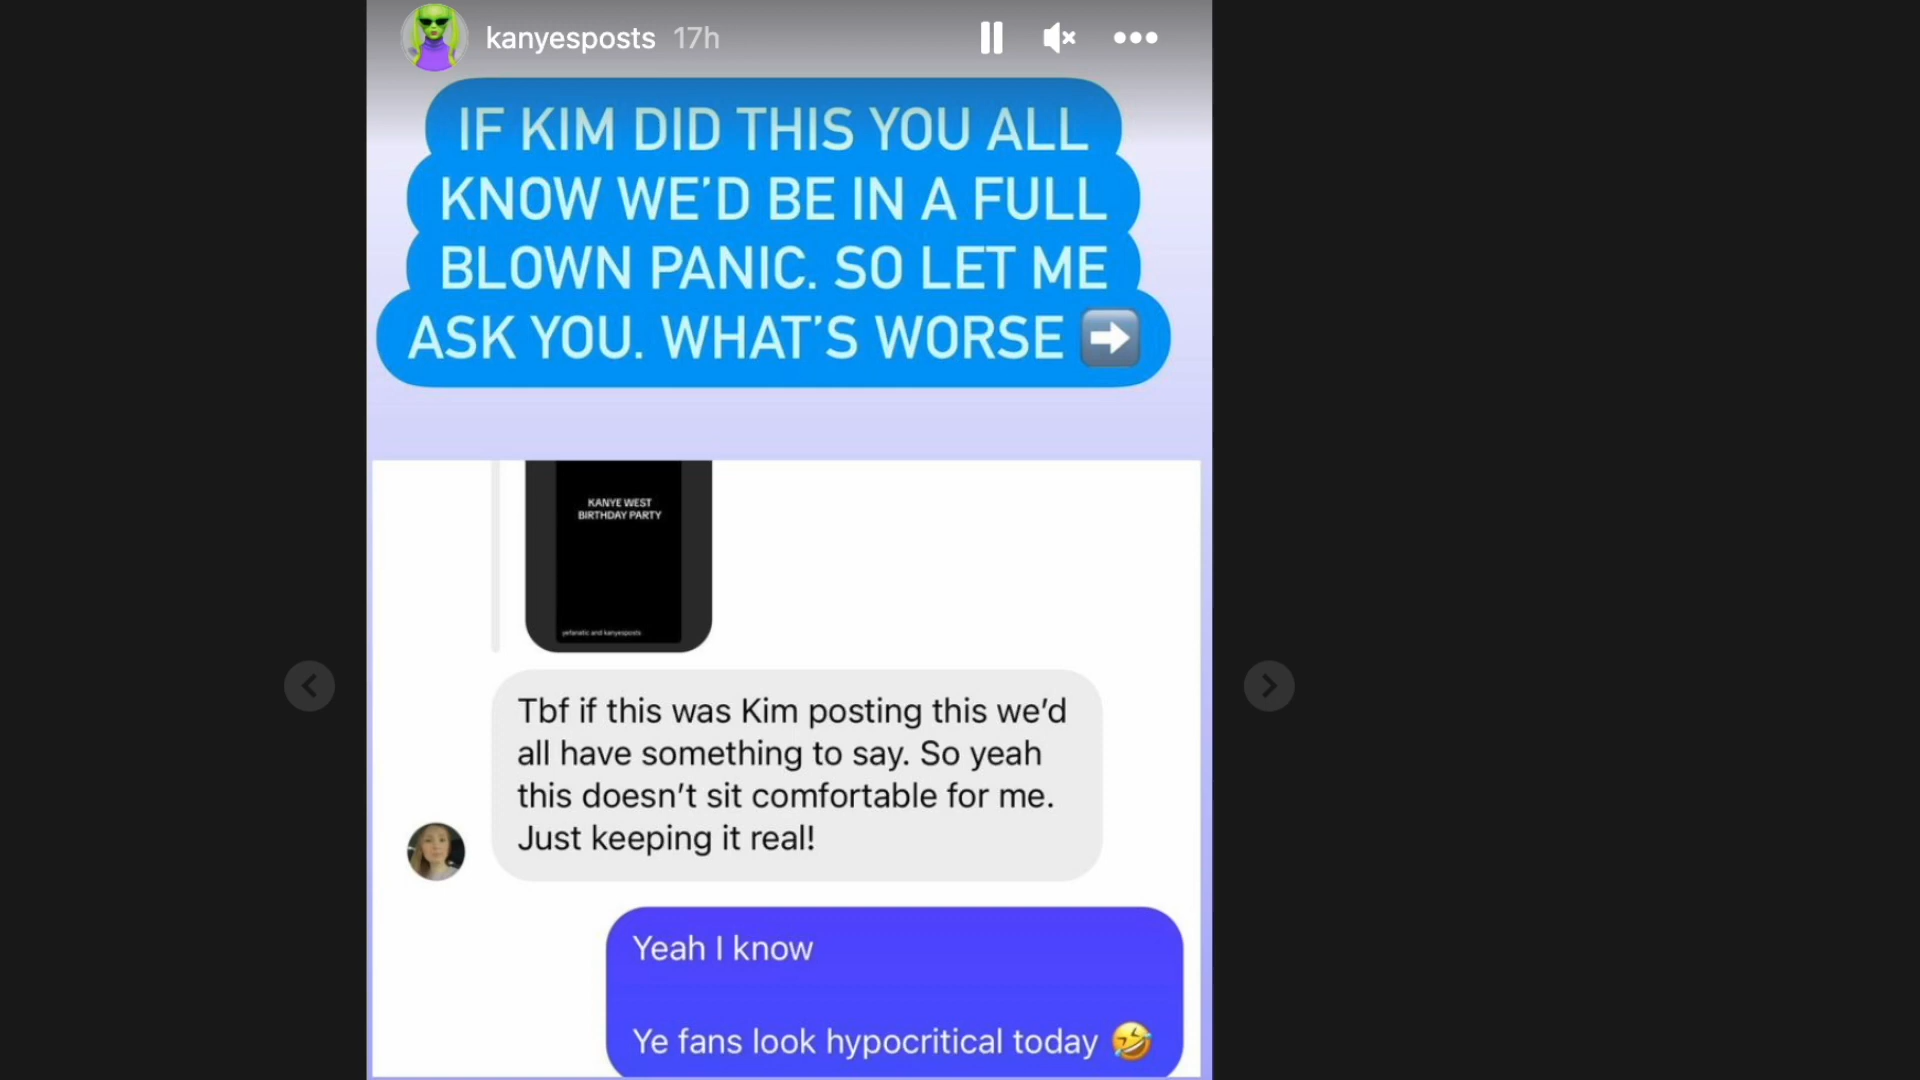 kanyesposts 17h
IF KIM DID THIS YOU ALL
KNOW WE’D BE IN A FULL
BLOWN PANIC. SO LET ME
ASK YOU. WHAT’S WORSE ➡️
KANYE WEST
BIRTHDAY PARTY
yefanatic and kanyesposts
Tbf if this was Kim posting this we’d
all have something to say. So yeah
this doesn’t sit comfortable for me.
Just keeping it real!
Yeah I know
Ye fans look hypocritical today 🤣